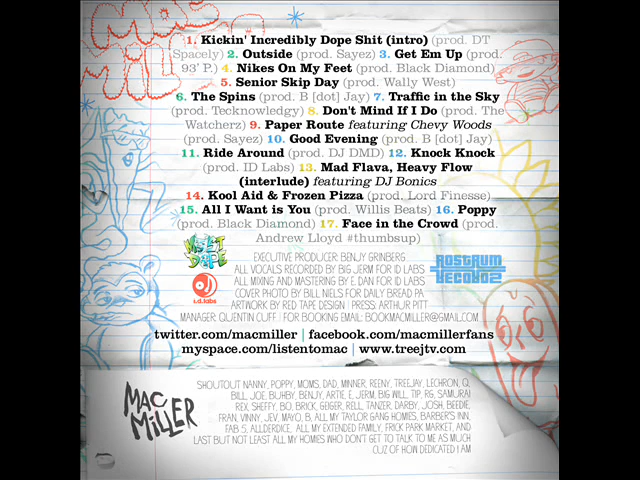 MAC
MILL
1. Kickin' Incredibly Dope Shit (intro) (prod. DT
Spacely) 2. Outside (prod. Sayez) 3. Get Em Up (prod.
93' P.) 4. Nikes On My Feet (prod. Black Diamond)
5. Senior Skip Day (prod. Wally West)
6. The Spins (prod. B [dot] Jay) 7. Traffic in the Sky
(prod. Tecknowledgy) 8. Don't Mind If I Do (prod. The
Watcherz) 9. Paper Route featuring Chevy Woods
(prod. Sayez) 10. Good Evening (prod. B [dot] Jay)
11. Ride Around (prod. DJ DMD) 12. Knock Knock
(prod. ID Labs) 13. Mad Flava, Heavy Flow
(interlude) featuring DJ Bonics
14. Kool Aid & Frozen Pizza (prod. Lord Finesse)
15. All I Want is You (prod. Willis Beats) 16. Poppy
(prod. Black Diamond) 17. Face in the Crowd (prod.
Andrew Lloyd #thumbsup)
MOST DOPE
i.d.labs
ROSTRUM
RECORDZ
EXECUTIVE PRODUCER: BENJY GRINBERG
ALL VOCALS RECORDED BY BIG JERM FOR ID LABS
ALL MIXING AND MASTERING BY E. DAN FOR ID LABS
COVER PHOTO BY BILL NIELS FOR DAILY BREAD PA
ARTWORK BY RED TAPE DESIGN | PRESS: ARTHUR PITT
MANAGER: QUENTIN CUFF | FOR BOOKING EMAIL: BOOKMACMILLER@GMAIL.COM
twitter.com/macmiller | facebook.com/macmillerfans
myspace.com/listentomac | www.treejtv.com
MAC
MILLER
SHOUTOUT NANNY, POPPY, MOMS, DAD, MINNER, REENY, TREEJAY, LECHRON, Q,
BILL, JOE, BUHBY, BENJY, ARTIE, E, JERM, BIG WILL, TIP, RG, SAMURAI
REX, SHEFFY, BO, BRICK, GEIGER, RELL, TANZER, DARBY, JOSH, BEEDIE,
FRAN, VINNY, JEV, MAYO, B, ALL MY TAYLOR GANG HOMIES, BARBER'S INN,
FAB 5, ALLDERDICE, ALL MY EXTENDED FAMILY, FRICK PARK MARKET, AND
LAST BUT NOT LEAST ALL MY HOMIES WHO DON'T GET TO TALK TO ME AS MUCH
CUZ OF HOW DEDICATED I AM